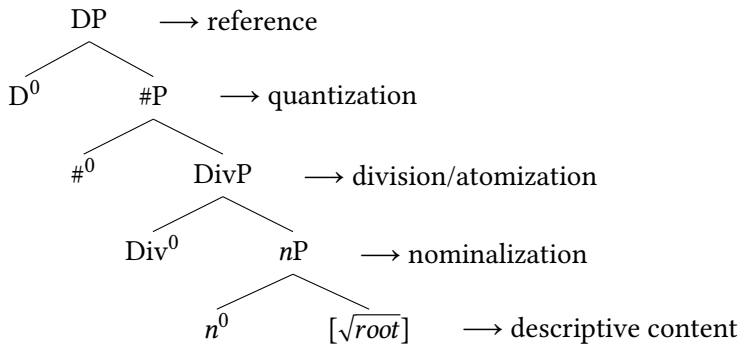 DP → reference
D⁰ #P → quantization
#⁰ DivP → division/atomization
Div⁰ nP → nominalization
n⁰ [√root] → descriptive content